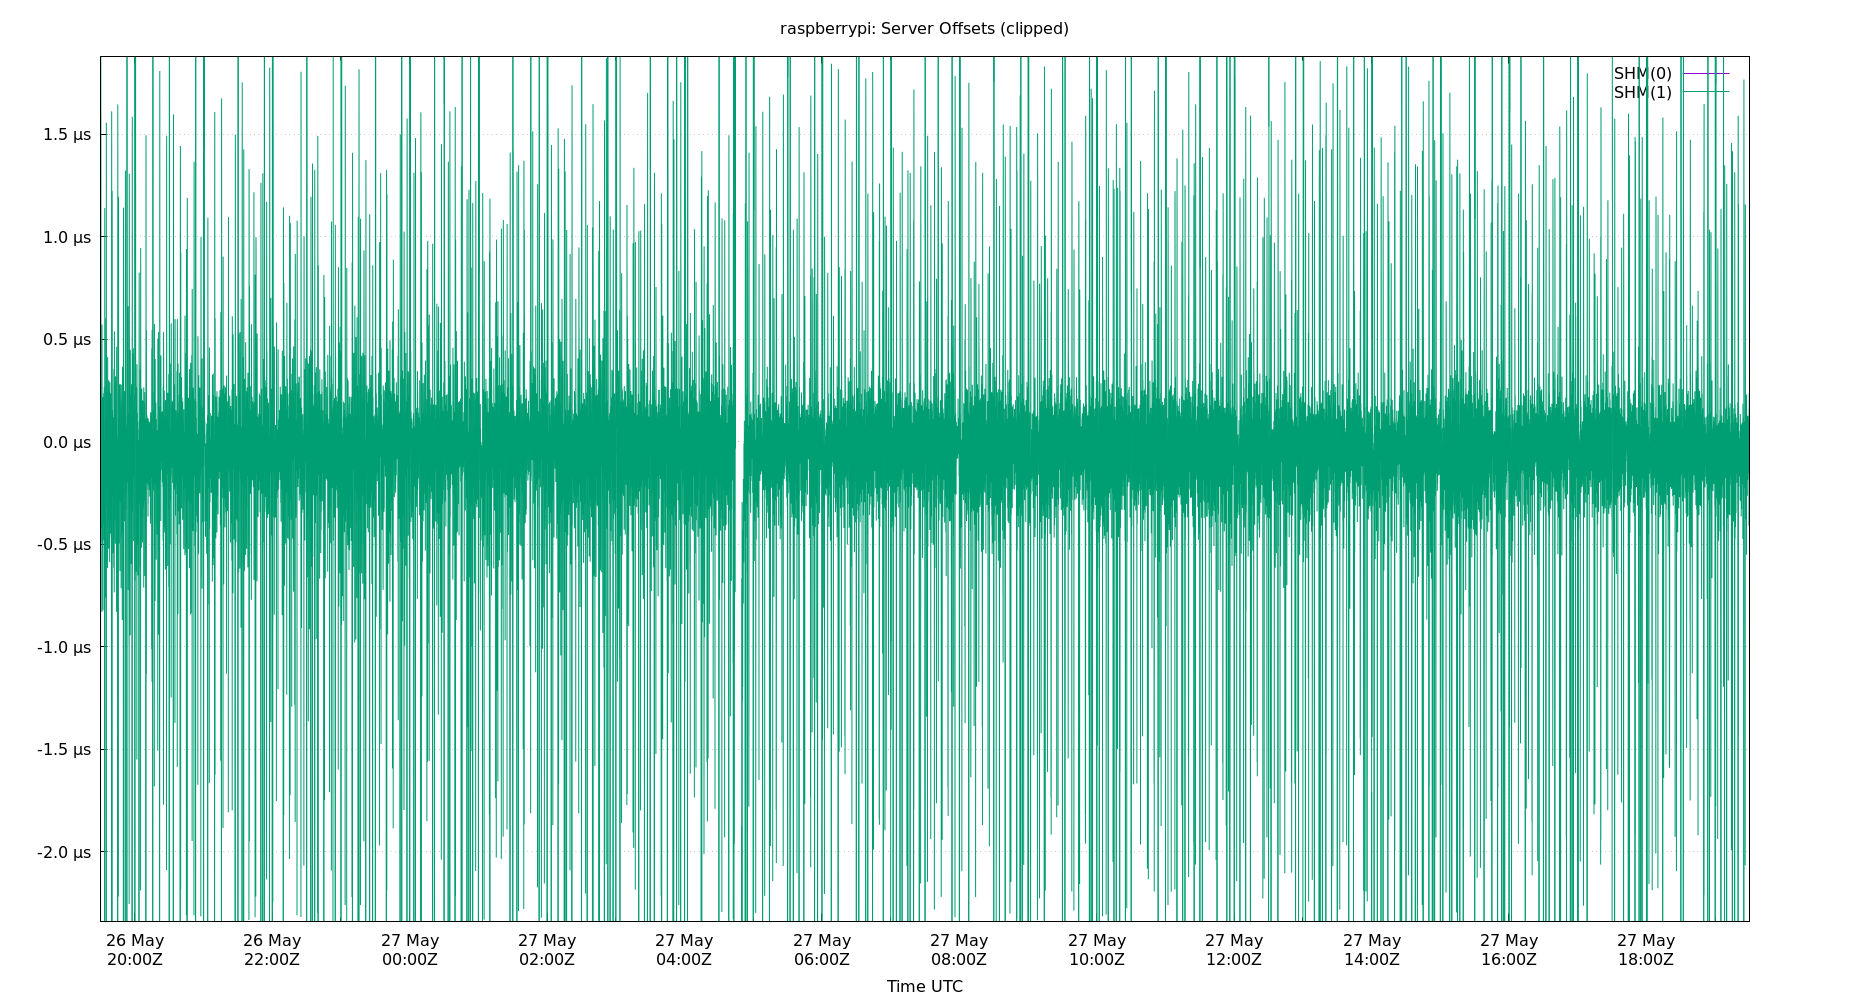 raspberrypi: Server Offsets (clipped)
SHM(0)
SHM(1)
1.5 µs
1.0 µs
0.5 µs
0.0 µs
-0.5 µs
-1.0 µs
-1.5 µs
-2.0 µs
26 May 26 May 27 May 27 May 27 May 27 May 27 May 27 May 27 May 27 May 27 May 27 May
20:00Z 22:00Z 00:00Z 02:00Z 04:00Z 06:00Z 08:00Z 10:00Z 12:00Z 14:00Z 16:00Z 18:00Z
Time UTC